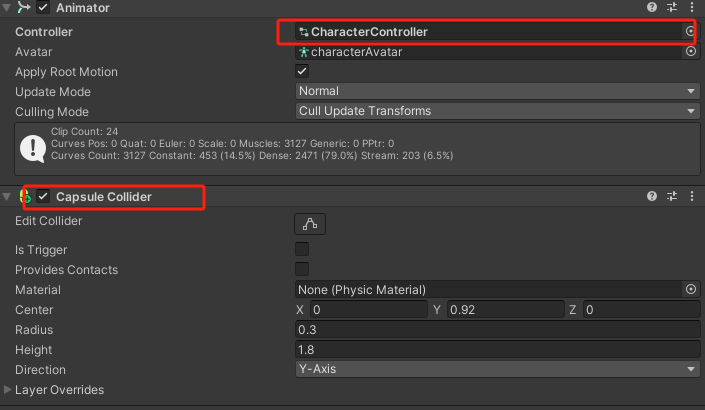 Animator
Controller CharacterController
Avatar characterAvatar
Apply Root Motion
Update Mode Normal
Culling Mode Cull Update Transforms
Clip Count: 24
Curves Pos: 0 Quat: 0 Euler: 0 Scale: 0 Muscles: 3127 Generic: 0 PPtr: 0
Curves Count: 3127 Constant: 453 (14.5%) Dense: 2471 (79.0%) Stream: 203 (6.5%)
Capsule Collider
Edit Collider
Is Trigger
Provides Contacts
Material None (Physic Material)
Center X 0 Y 0.92 Z 0
Radius 0.3
Height 1.8
Direction Y-Axis
Layer Overrides